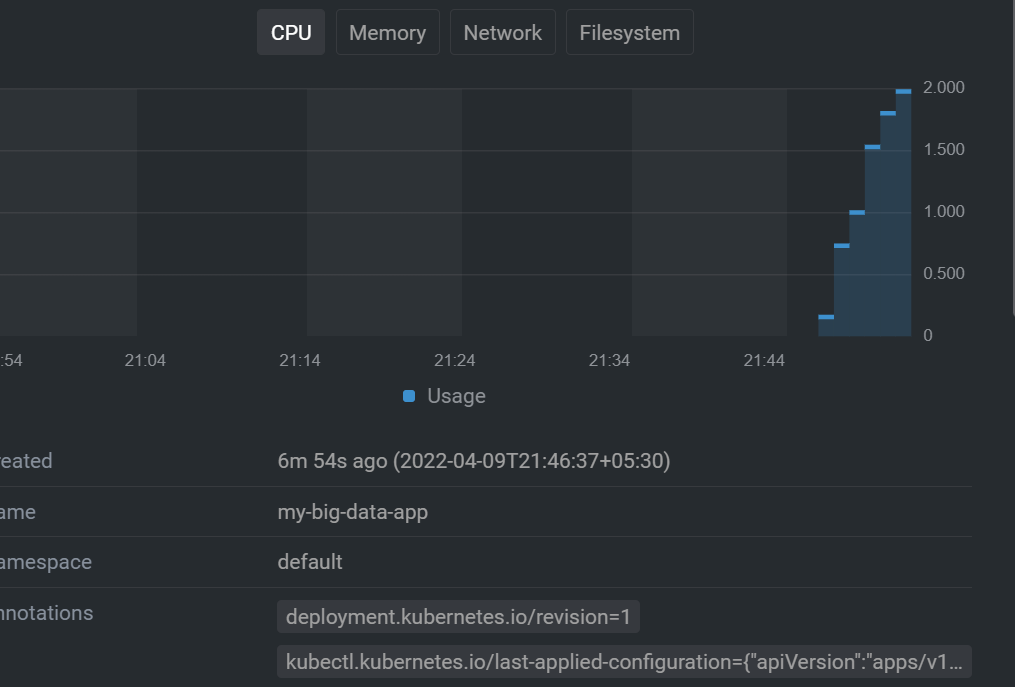 CPU Memory Network Filesystem
2.000
1.500
1.000
0.500
0
:54 21:04 21:14 21:24 21:34 21:44
Usage
eated 6m 54s ago (2022-04-09T21:46:37+05:30)
ame my-big-data-app
amespace default
nnotations deployment.kubernetes.io/revision=1
kubectl.kubernetes.io/last-applied-configuration={"apiVersion":"apps/v1...